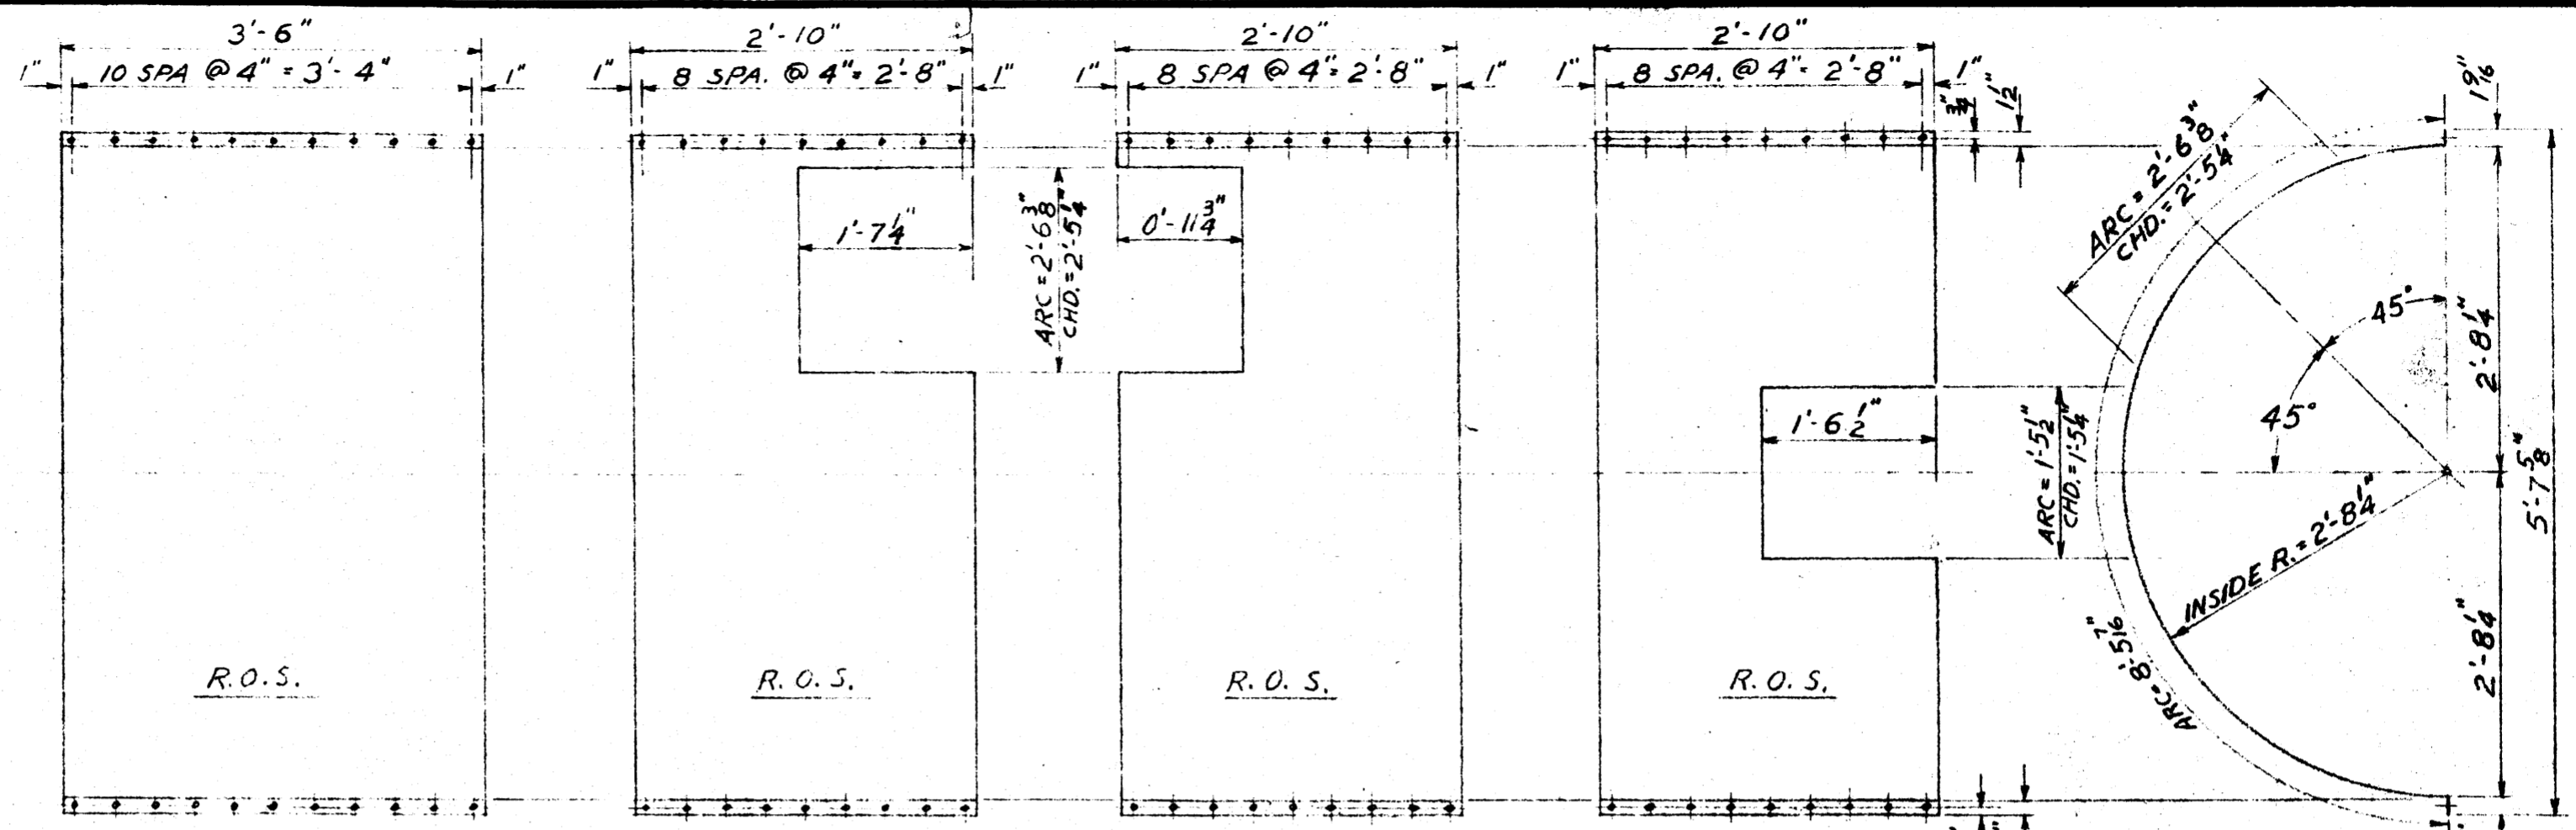 3'-6"
1" 10 SPA @ 4" = 3'-4" 1"
2'-10"
1" 8 SPA. @ 4" = 2'-8" 1"
2'-10"
1" 8 SPA @ 4" = 2'-8" 1"
2'-10"
1" 8 SPA. @ 4" = 2'-8" 1"
3/4"
1/2"
1 9/16"
1'-7 1/4"
ARC = 2'-6 3/8"
CHD. = 2'-5 1/4"
0'-11 3/4"
1'-6 1/2"
ARC = 1'-5 1/2"
CHD. = 1'-5 1/4"
ARC = 2'-6 3/8"
CHD. = 2'-5 1/4"
45°
45°
2'-8 1/4"
5'-7 5/8"
INSIDE R. = 2'-8 1/4"
2'-8 1/4"
ARC = 8'-5 7/16"
R.O.S.
R.O.S.
R.O.S.
R.O.S.